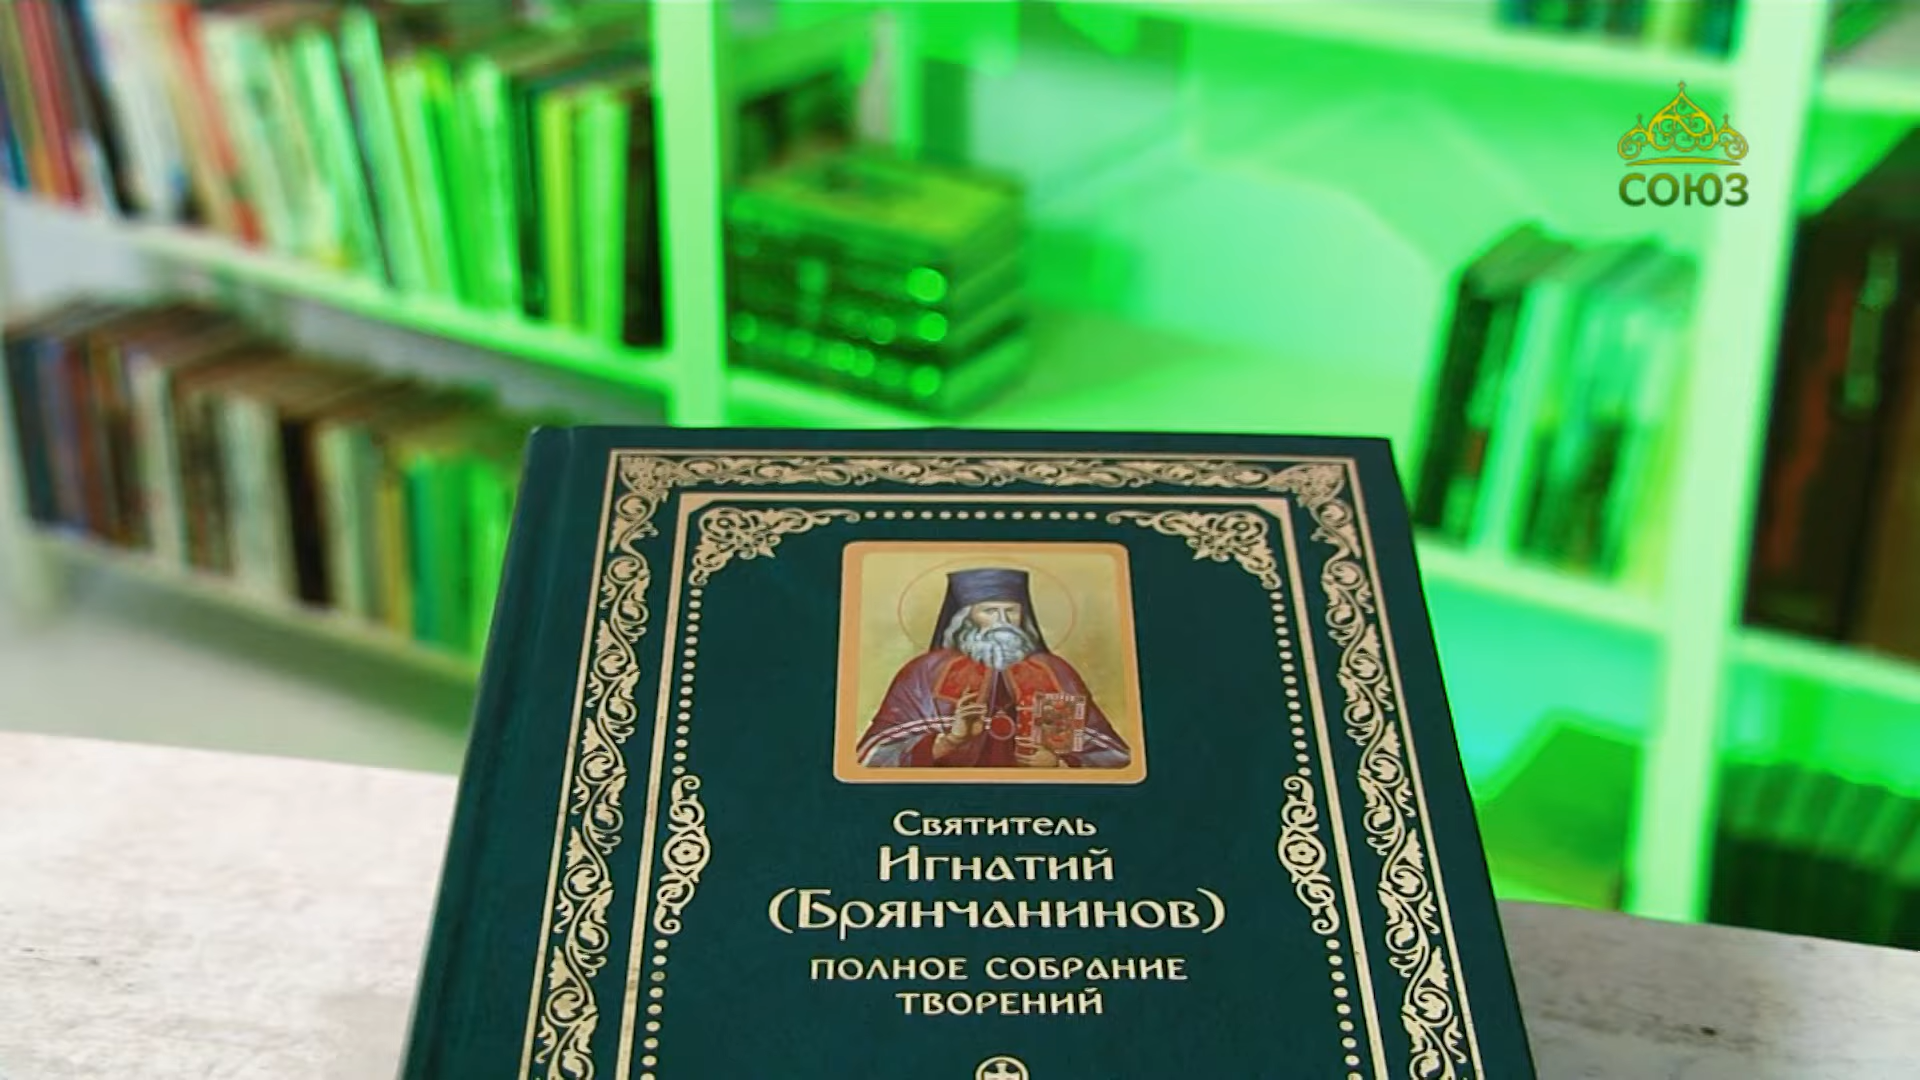 СОЮЗ
Святитель
Игнатий
(Брянчанинов)
ПОЛНОЕ СОБРАНИЕ
ТВОРЕНИЙ